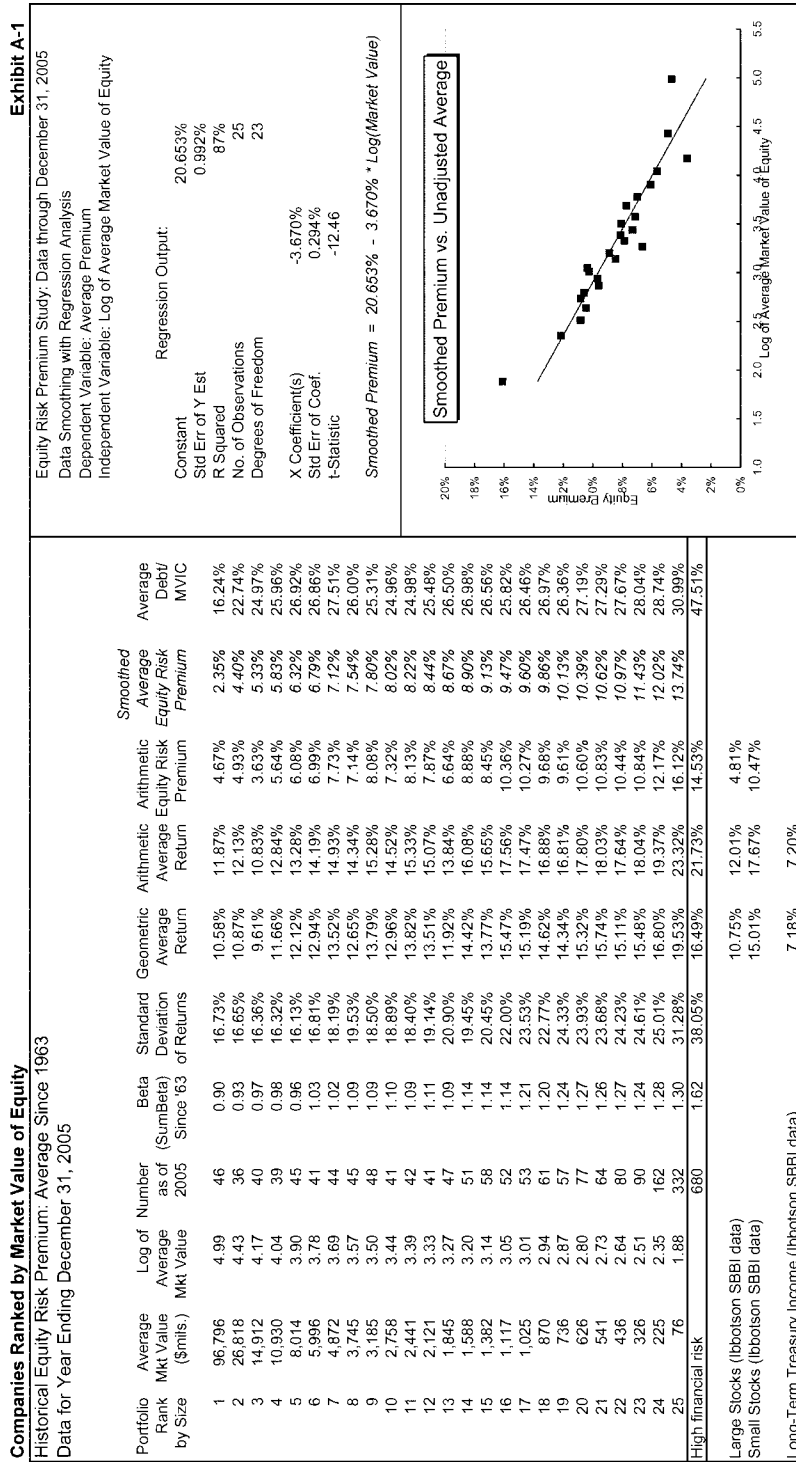 Companies Ranked by Market Value of Equity
Exhibit A-1
Historical Equity Risk Premium: Average Since 1963
Data for Year Ending December 31, 2005
Portfolio Rank by Size | Average Mkt Value ($mils.) | Log of Average Mkt Value | Number as of 2005 | Beta (SumBeta) Since '63 | Standard Deviation of Returns | Geometric Average Return | Arithmetic Average Return | Arithmetic Equity Risk Premium | Smoothed Average Equity Risk Premium | Average Debt/ MVIC
1 96,796 4.99 46 0.90 16.73% 10.58% 11.87% 4.67% 2.35% 16.24%
2 26,818 4.43 36 0.93 16.65% 10.87% 12.13% 4.93% 4.40% 22.74%
3 14,912 4.17 40 0.97 16.36% 9.61% 10.83% 3.63% 5.33% 24.97%
4 10,930 4.04 39 0.98 16.32% 11.66% 12.84% 5.64% 5.83% 25.96%
5 8,014 3.90 45 0.96 16.13% 12.12% 13.28% 6.08% 6.32% 26.92%
6 5,996 3.78 41 1.03 16.81% 12.94% 14.19% 6.99% 6.79% 26.86%
7 4,872 3.69 44 1.02 18.19% 13.52% 14.93% 7.73% 7.12% 27.51%
8 3,745 3.57 45 1.09 19.53% 12.65% 14.34% 7.14% 7.54% 26.00%
9 3,185 3.50 48 1.09 18.50% 13.79% 15.28% 8.08% 7.80% 25.31%
10 2,758 3.44 41 1.10 18.89% 12.96% 14.52% 7.32% 8.02% 24.96%
11 2,441 3.39 42 1.09 18.40% 13.82% 15.33% 8.13% 8.22% 24.98%
12 2,121 3.33 41 1.11 19.14% 13.51% 15.07% 7.87% 8.44% 25.48%
13 1,845 3.27 47 1.09 20.90% 11.92% 13.84% 6.64% 8.67% 26.50%
14 1,588 3.20 51 1.14 19.45% 14.42% 16.08% 8.88% 8.90% 26.98%
15 1,382 3.14 58 1.14 20.45% 13.77% 15.65% 8.45% 9.13% 26.56%
16 1,117 3.05 52 1.14 22.00% 15.47% 17.56% 10.36% 9.47% 25.82%
17 1,025 3.01 53 1.21 23.53% 15.19% 17.47% 10.27% 9.60% 26.46%
18 870 2.94 61 1.20 22.77% 14.62% 16.88% 9.68% 9.86% 26.97%
19 736 2.87 57 1.24 24.33% 14.34% 16.81% 9.61% 10.13% 26.36%
20 626 2.80 77 1.27 23.93% 15.32% 17.80% 10.60% 10.39% 27.19%
21 541 2.73 64 1.26 23.68% 15.74% 18.03% 10.83% 10.62% 27.29%
22 436 2.64 80 1.27 24.23% 15.11% 17.64% 10.44% 10.97% 27.67%
23 326 2.51 90 1.24 24.61% 15.48% 18.04% 10.84% 11.43% 28.04%
24 225 2.35 162 1.28 25.01% 16.80% 19.37% 12.17% 12.02% 28.74%
25 76 1.88 332 1.30 31.28% 19.53% 23.32% 16.12% 13.74% 30.99%
High financial risk 680 1.62 38.05% 16.49% 21.73% 14.53% 47.51%
Large Stocks (Ibbotson SBBI data) 10.75% 12.01% 4.81%
Small Stocks (Ibbotson SBBI data) 15.01% 17.67% 10.47%
Long-Term Treasury Income (Ibbotson SBBI data) 7.18% 7.20%
Equity Risk Premium Study: Data through December 31, 2005
Data Smoothing with Regression Analysis
Dependent Variable: Average Premium
Independent Variable: Log of Average Market Value of Equity
Regression Output:
Constant 20.653%
Std Err of Y Est 0.992%
R Squared 87%
No. of Observations 25
Degrees of Freedom 23
X Coefficient(s) -3.670%
Std Err of Coef. 0.294%
t-Statistic -12.46
Smoothed Premium = 20.653% - 3.670% * Log(Market Value)
Smoothed Premium vs. Unadjusted Average
Equity Premium
20%
18%
16%
14%
12%
10%
8%
6%
4%
2%
0%
1.0 1.5 2.0 2.5 3.0 3.5 4.0 4.5 5.0 5.5
Log of Average Market Value of Equity